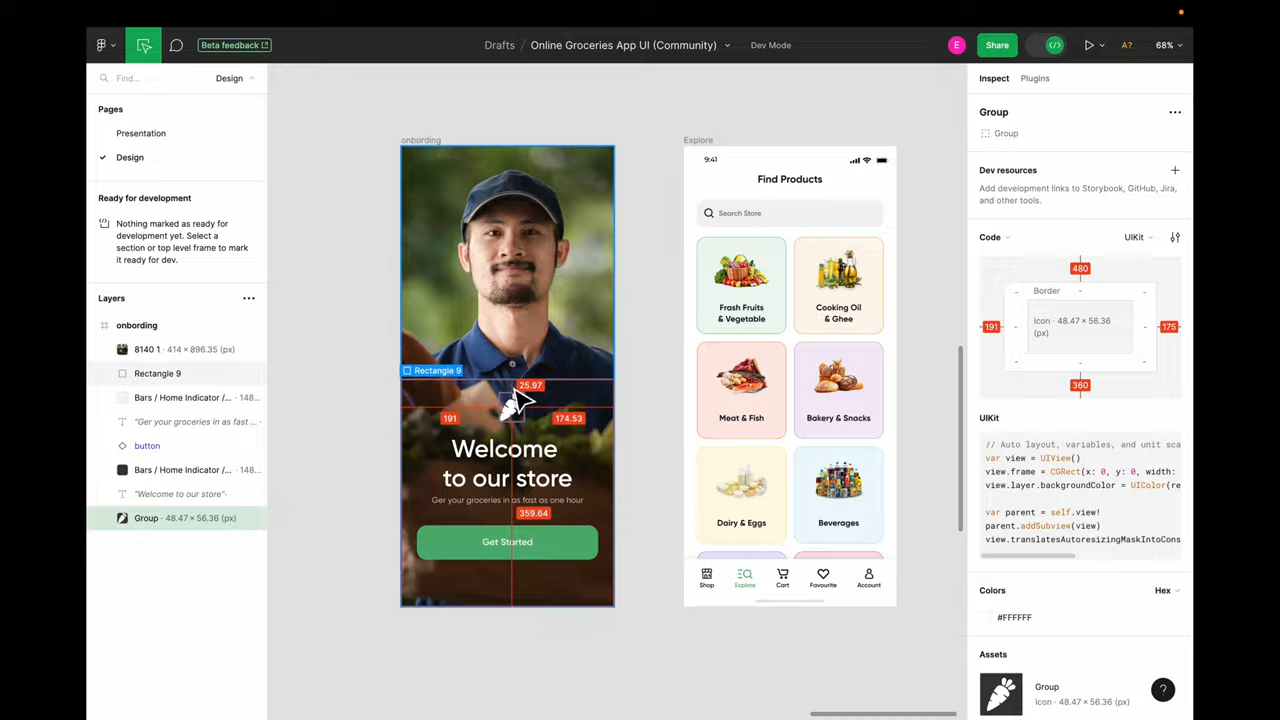 Beta feedback
Drafts / Online Groceries App UI (Community)
Dev Mode
E
Share
</>
A?
68%
Find...
Design
Pages
Presentation
Design
Ready for development
Nothing marked as ready for
development yet. Select a
section or top level frame to mark
it ready for dev.
Layers
onbording
8140 1 · 414 × 896.35 (px)
Rectangle 9
Bars / Home Indicator /... · 148...
"Ger your groceries in as fast ...
button
Bars / Home Indicator /... · 148...
"Welcome to our store"·
Group · 48.47 × 56.36 (px)
onbording
Rectangle 9
25.97
191
174.53
Welcome
to our store
Ger your groceries in as fast as one hour
359.64
Get Started
Explore
9:41
Find Products
Search Store
Frash Fruits
& Vegetable
Cooking Oil
& Ghee
Meat & Fish
Bakery & Snacks
Dairy & Eggs
Beverages
Shop
Explore
Cart
Favourite
Account
Inspect
Plugins
Group
Group
Dev resources
Add development links to Storybook, GitHub, Jira,
and other tools.
Code
UIKit
480
Border
191
Icon · 48.47 × 56.36
(px)
175
360
UIKit
// Auto layout, variables, and unit sca
var view = UIView()
view.frame = CGRect(x: 0, y: 0, width:
view.layer.backgroundColor = UIColor(re
var parent = self.view!
parent.addSubview(view)
view.translatesAutoresizingMaskIntoCons
Colors
Hex
#FFFFFF
Assets
Group
Icon · 48.47 × 56.36 (px)
?